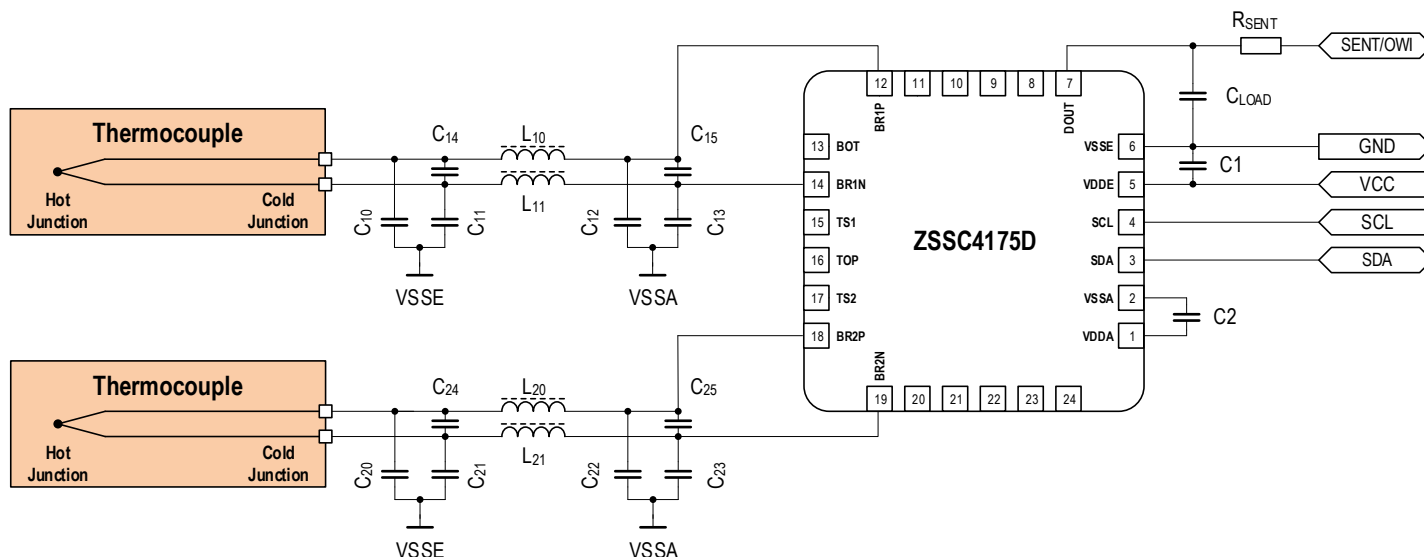 R_SENT
SENT/OWI
12 11 10 9 8 7
BR1P
DOUT
C_LOAD
Thermocouple
C14
L10
C15
13 BOT
VSSE 6
GND
C1
14 BR1N
VDDE 5
VCC
Hot
Junction
Cold
Junction
C10
C11
L11
C12
C13
15 TS1
ZSSC4175D
SCL 4
SCL
16 TOP
SDA 3
SDA
VSSE
VSSA
17 TS2
VSSA 2
C2
18 BR2P
VDDA 1
BR2N
Thermocouple
C24
L20
C25
19 20 21 22 23 24
Hot
Junction
Cold
Junction
C20
C21
L21
C22
C23
VSSE
VSSA